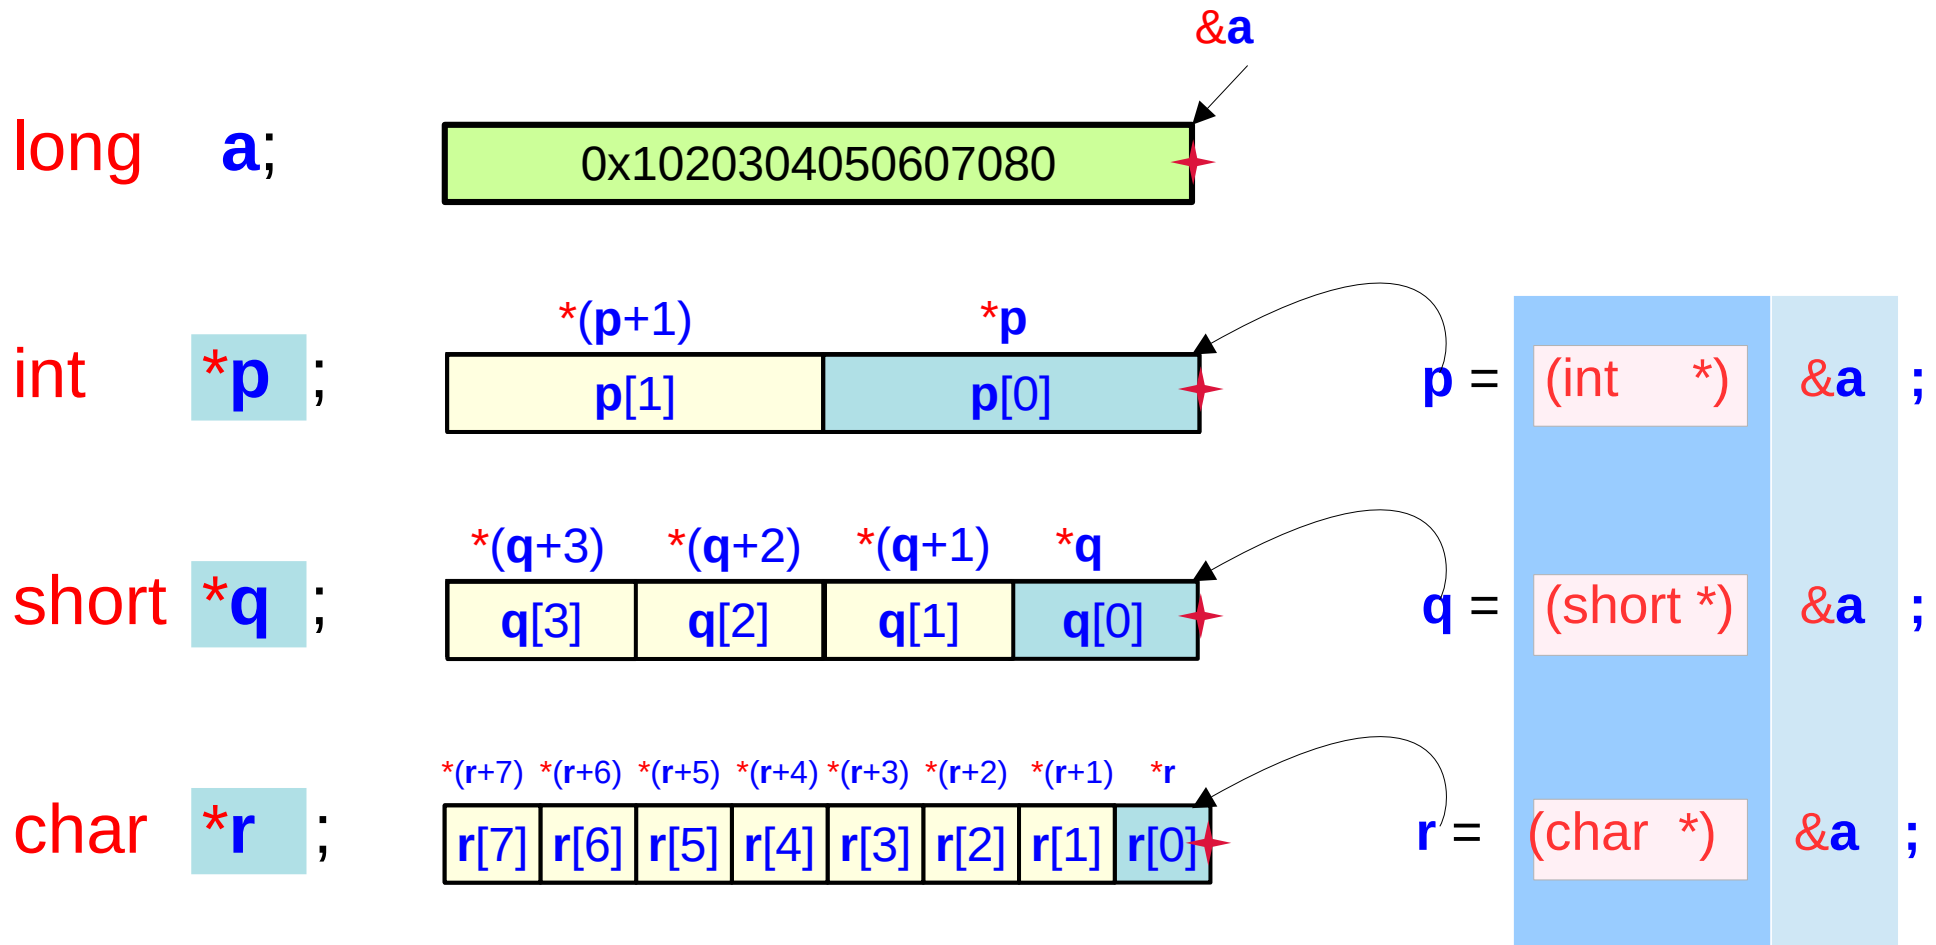 &a
long a; 0x1020304050607080
*(p+1) *p
int *p ; p[1] p[0] p = (int *) &a ;
*(q+3) *(q+2) *(q+1) *q
short *q ; q[3] q[2] q[1] q[0] q = (short *) &a ;
*(r+7) *(r+6) *(r+5) *(r+4) *(r+3) *(r+2) *(r+1) *r
char *r ; r[7] r[6] r[5] r[4] r[3] r[2] r[1] r[0] r = (char *) &a ;